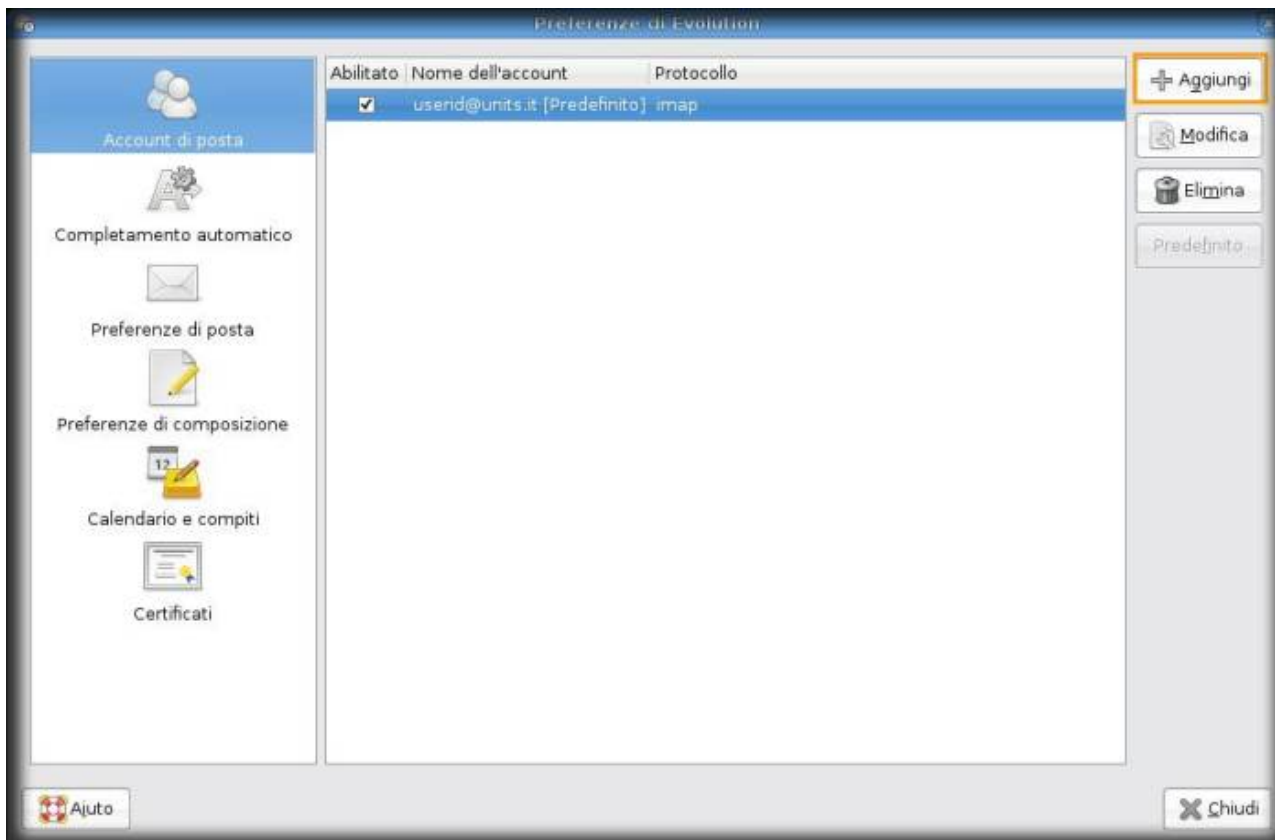 Preferenze di Evolution
Account di posta
Completamento automatico
Preferenze di posta
Preferenze di composizione
12
Calendario e compiti
Certificati
Abilitato Nome dell'account Protocollo
userid@units.it [Predefinito] imap
Aggiungi
Modifica
Elimina
Predefinito
Aiuto
Chiudi